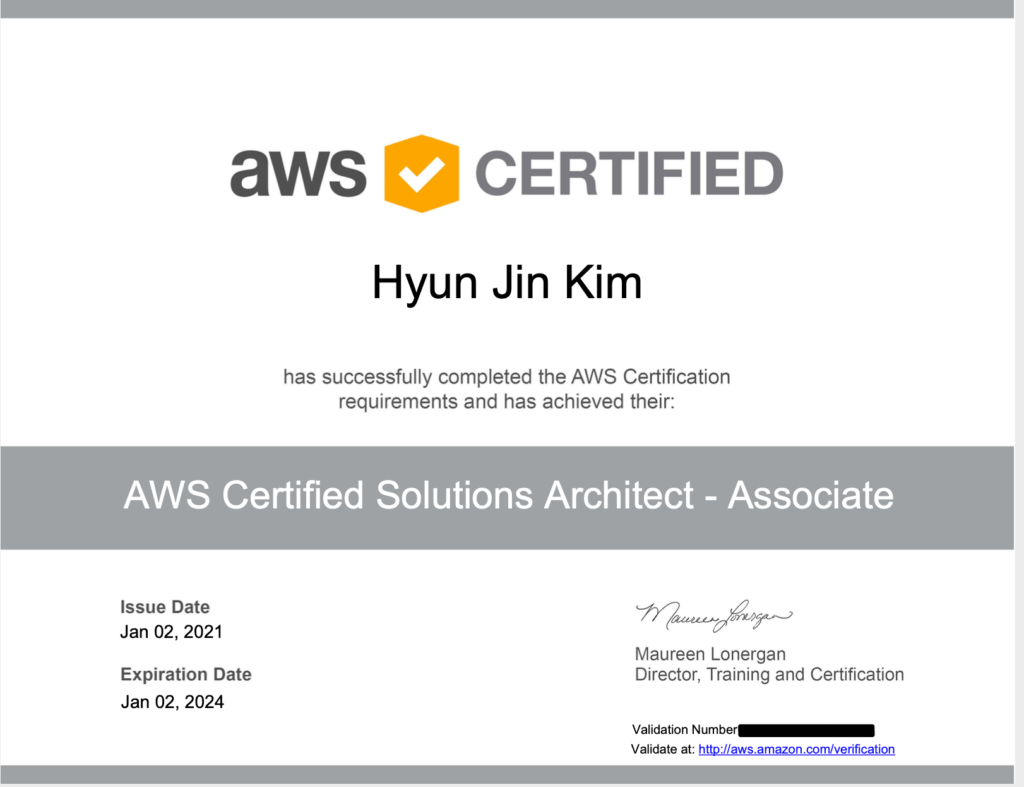 aws CERTIFIED
Hyun Jin Kim
has successfully completed the AWS Certification
requirements and has achieved their:
AWS Certified Solutions Architect - Associate
Issue Date
Jan 02, 2021
Expiration Date
Jan 02, 2024
Maureen Lonergan
Maureen Lonergan
Director, Training and Certification
Validation Number
Validate at: http://aws.amazon.com/verification